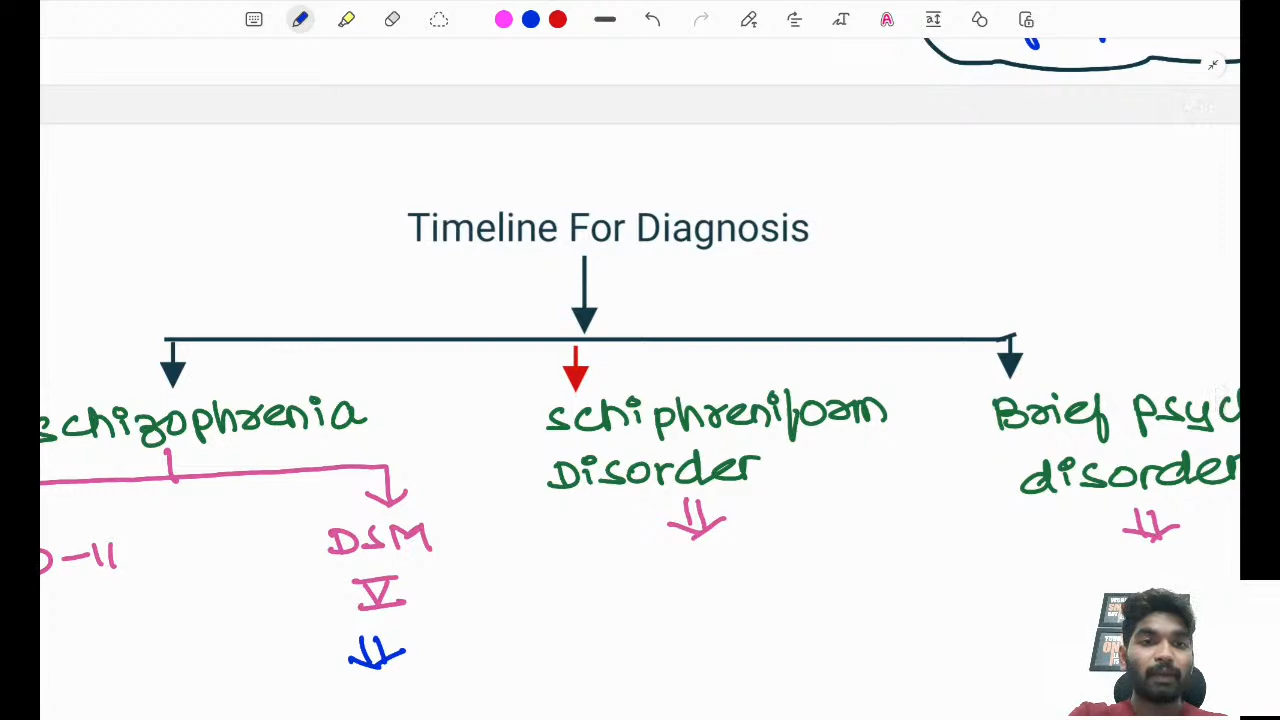 Timeline For Diagnosis
schizophrenia
schiphreniform
Disorder
Brief psyc
disorder
D-11
DSM
V